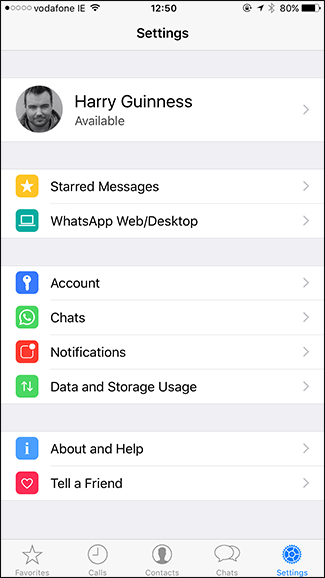 vodafone IE 12:50 80%
Settings
Harry Guinness
Available
Starred Messages
WhatsApp Web/Desktop
Account
Chats
Notifications
Data and Storage Usage
About and Help
Tell a Friend
Favorites Calls Contacts Chats Settings